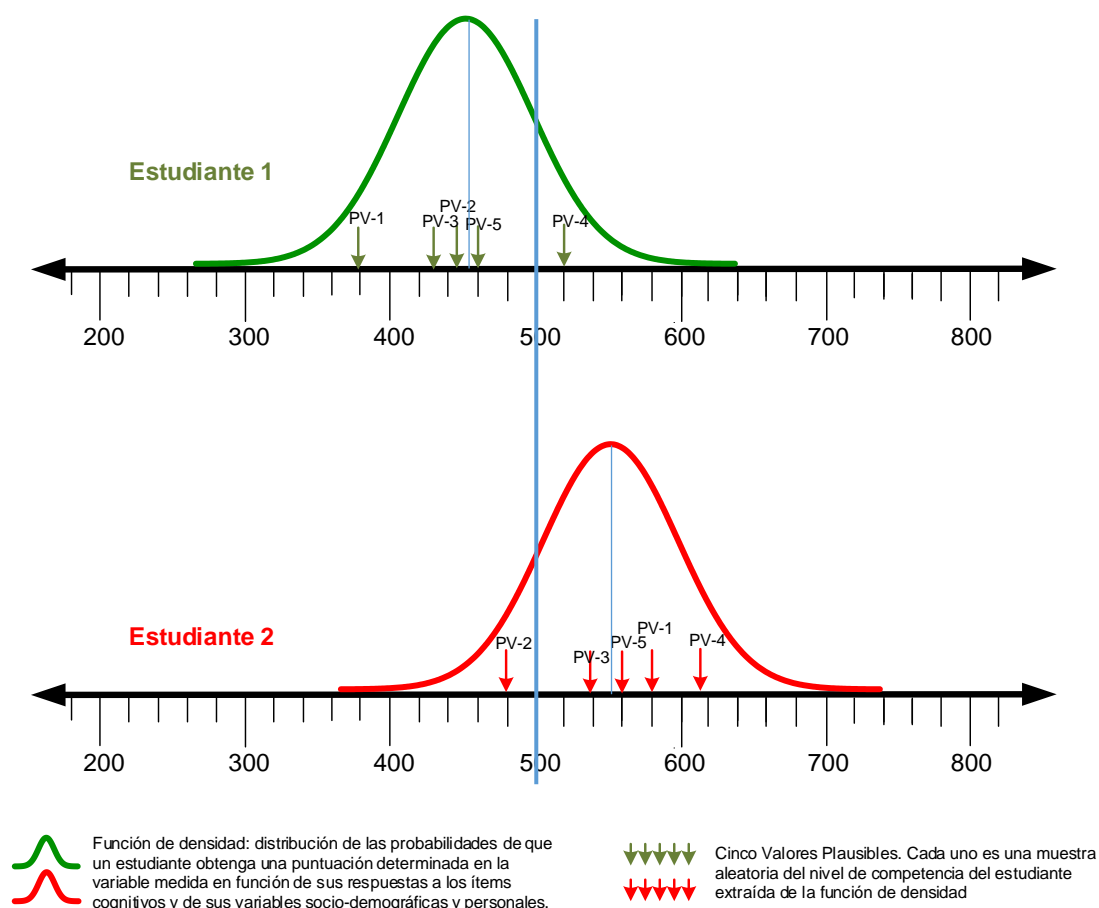 Estudiante 1
PV-1
PV-3
PV-2
PV-5
PV-4
200 300 400 500 600 700 800
Estudiante 2
PV-2
PV-3
PV-5
PV-1
PV-4
200 300 400 500 600 700 800
Función de densidad: distribución de las probabilidades de que
un estudiante obtenga una puntuación determinada en la
variable medida en función de sus respuestas a los ítems
cognitivos y de sus variables socio-demográficas y personales.
Cinco Valores Plausibles. Cada uno es una muestra
aleatoria del nivel de competencia del estudiante
extraída de la función de densidad